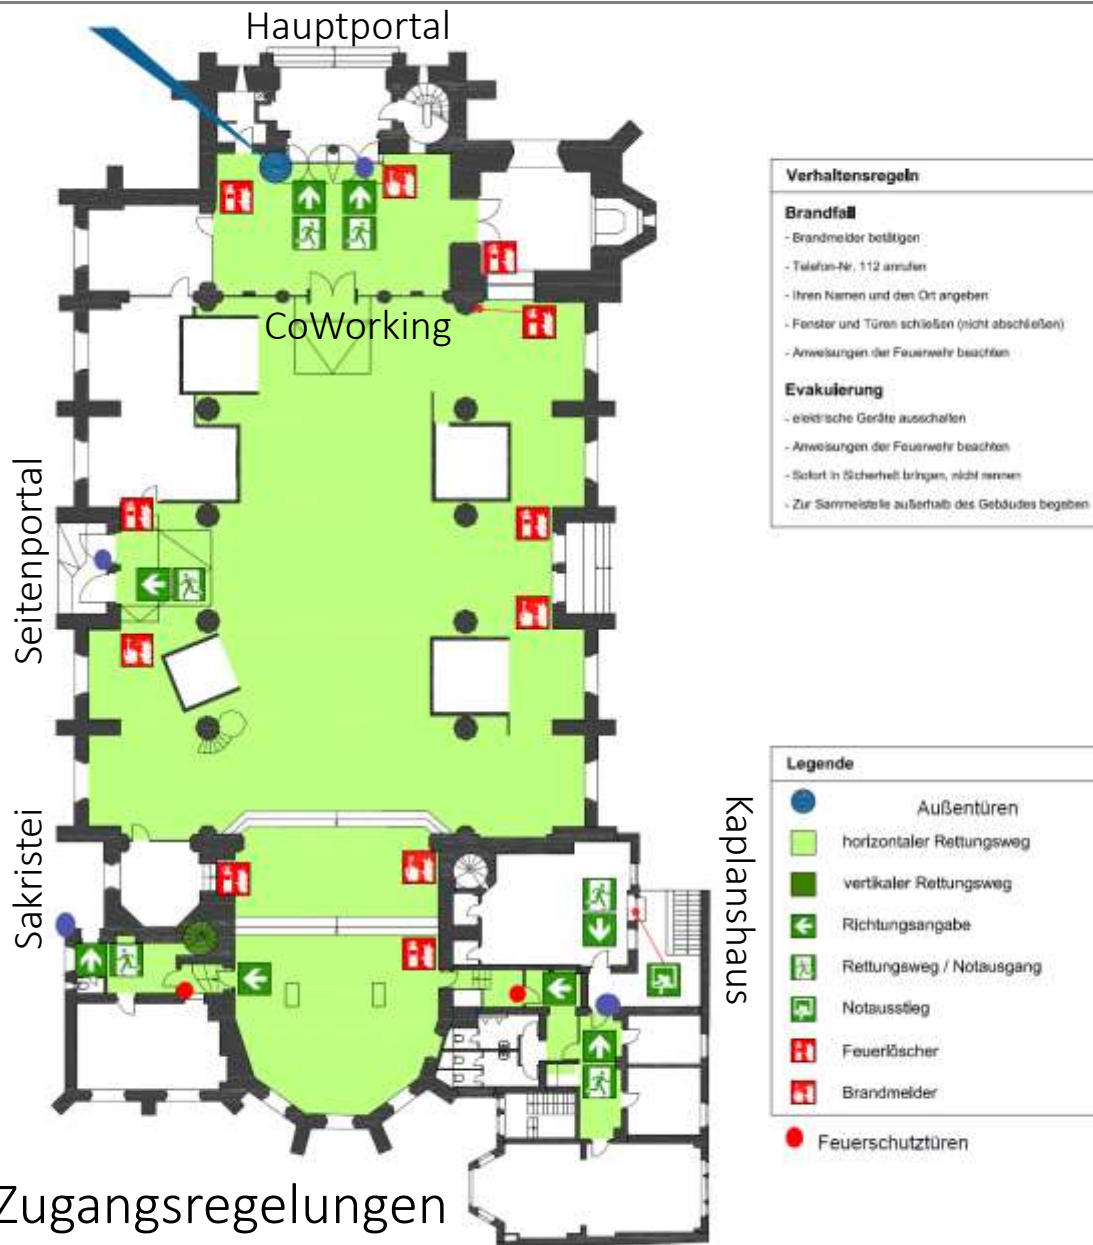 Hauptportal
CoWorking
Seitenportal
Sakristei
Kaplanshaus
Zugangsregelungen
Verhaltensregeln
Brandfall
- Brandmelder betätigen
- Telefon-Nr. 112 anrufen
- Ihren Namen und den Ort angeben
- Fenster und Türen schließen (nicht abschließen)
- Anweisungen der Feuerwehr beachten
Evakuierung
- elektrische Geräte ausschalten
- Anweisungen der Feuerwehr beachten
- Sofort in Sicherheit bringen, nicht rennen
- Zur Sammelstelle außerhalb des Gebäudes begeben
Legende
Außentüren
horizontaler Rettungsweg
vertikaler Rettungsweg
Richtungsangabe
Rettungsweg / Notausgang
Notausstieg
Feuerlöscher
Brandmelder
Feuerschutztüren